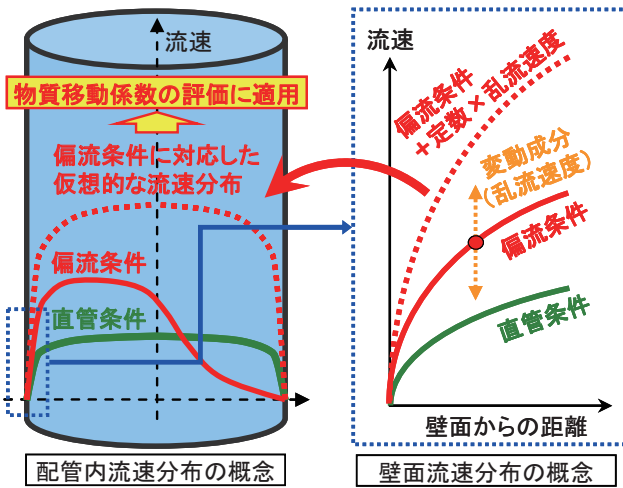 流速
物質移動係数の評価に適用
偏流条件に対応した
仮想的な流速分布
偏流条件
直管条件
配管内流速分布の概念
流速
偏流条件
+定数×乱流速度
変動成分
(乱流速度)
偏流条件
直管条件
壁面からの距離
壁面流速分布の概念